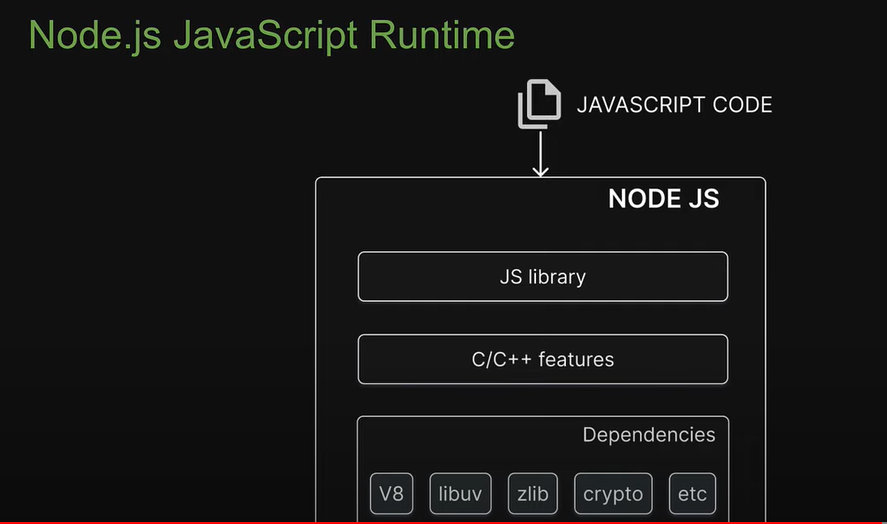 Node.js JavaScript Runtime
JAVASCRIPT CODE
NODE JS
JS library
C/C++ features
Dependencies
V8 libuv zlib crypto etc